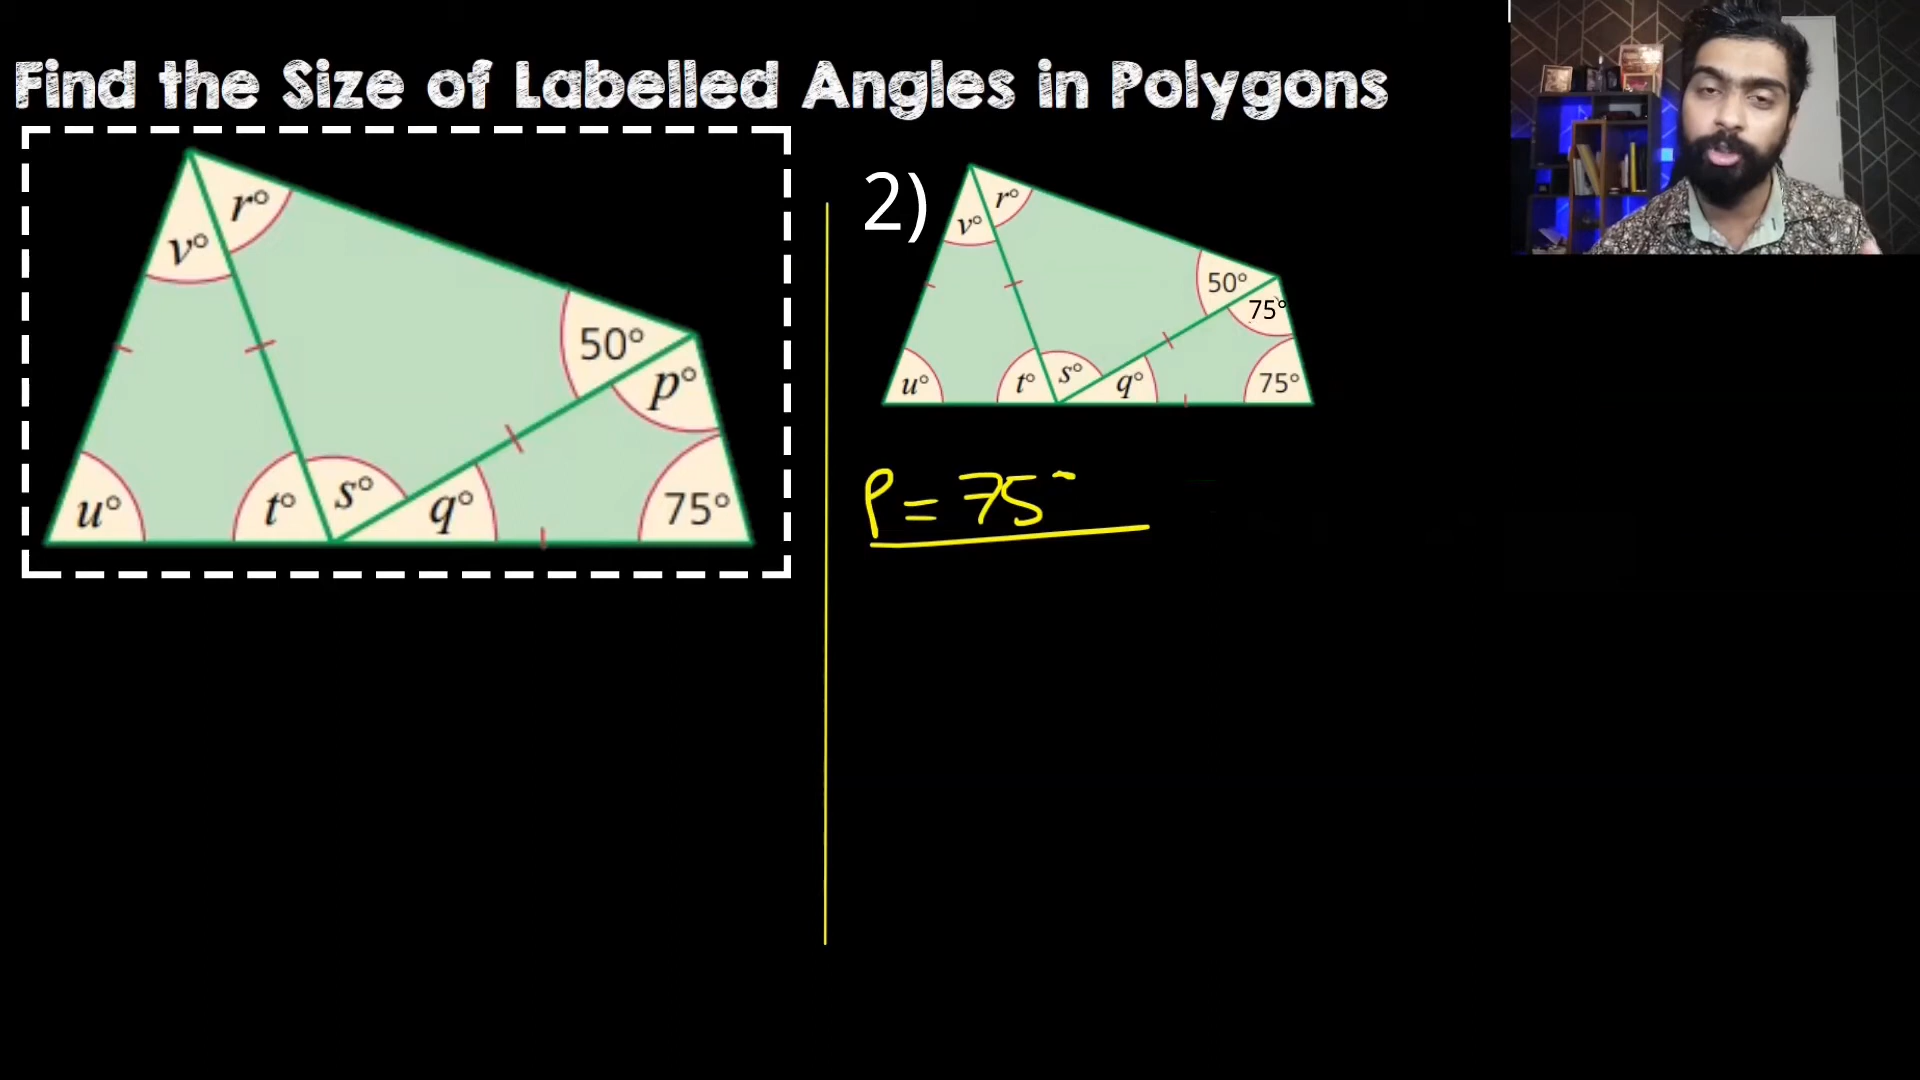 Find the Size of Labelled Angles in Polygons
r°
v°
50°
p°
u°
t°
s°
q°
75°
2)
r°
v°
50°
75°
u°
t°
s°
q°
75°
P = 75°